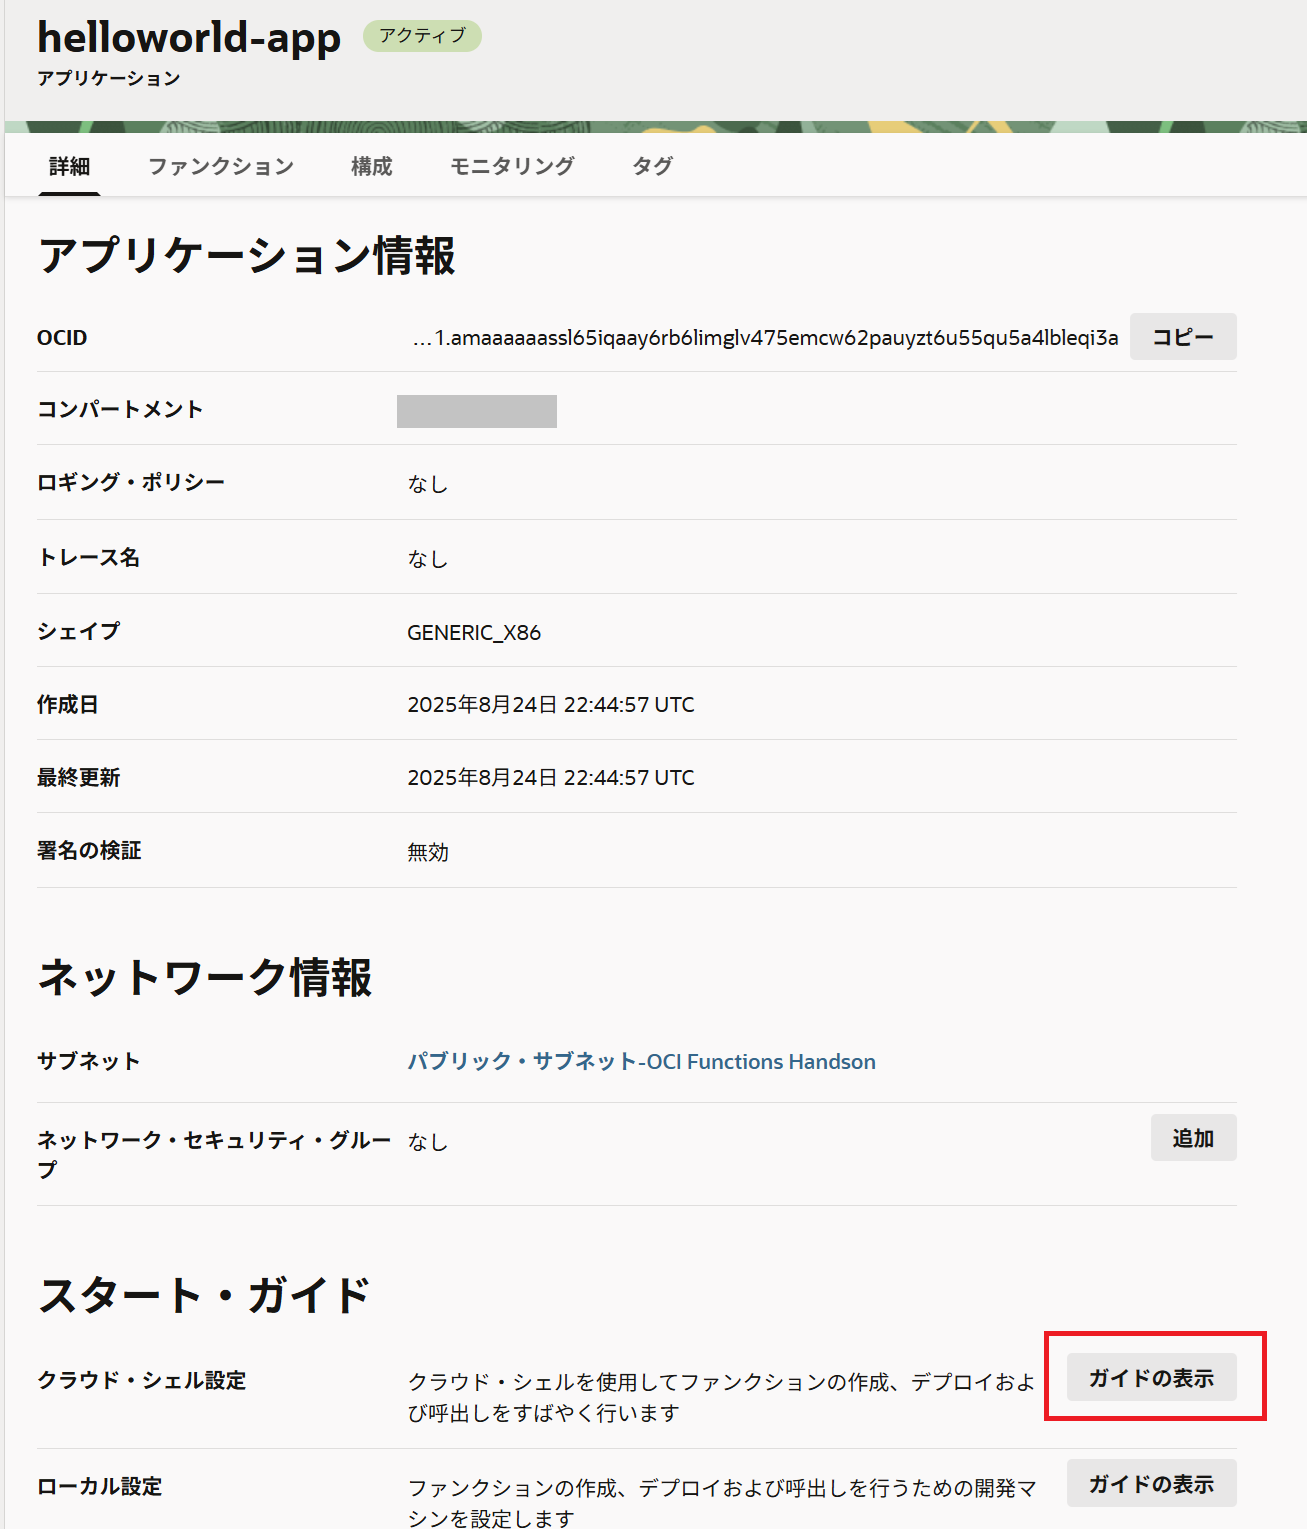 helloworld-app アクティブ
アプリケーション
詳細 ファンクション 構成 モニタリング タグ
アプリケーション情報
OCID …1.amaaaaaassl65iqaay6rb6limglv475emcw62pauyzt6u55qu5a4lbleqi3a コピー
コンパートメント
ロギング・ポリシー なし
トレース名 なし
シェイプ GENERIC_X86
作成日 2025年8月24日 22:44:57 UTC
最終更新 2025年8月24日 22:44:57 UTC
署名の検証 無効
ネットワーク情報
サブネット パブリック・サブネット-OCI Functions Handson
ネットワーク・セキュリティ・グルー なし 追加
プ
スタート・ガイド
クラウド・シェル設定 クラウド・シェルを使用してファンクションの作成、デプロイおよ ガイドの表示
び呼出しをすばやく行います
ローカル設定 ファンクションの作成、デプロイおよび呼出しを行うための開発マ ガイドの表示
シンを設定します